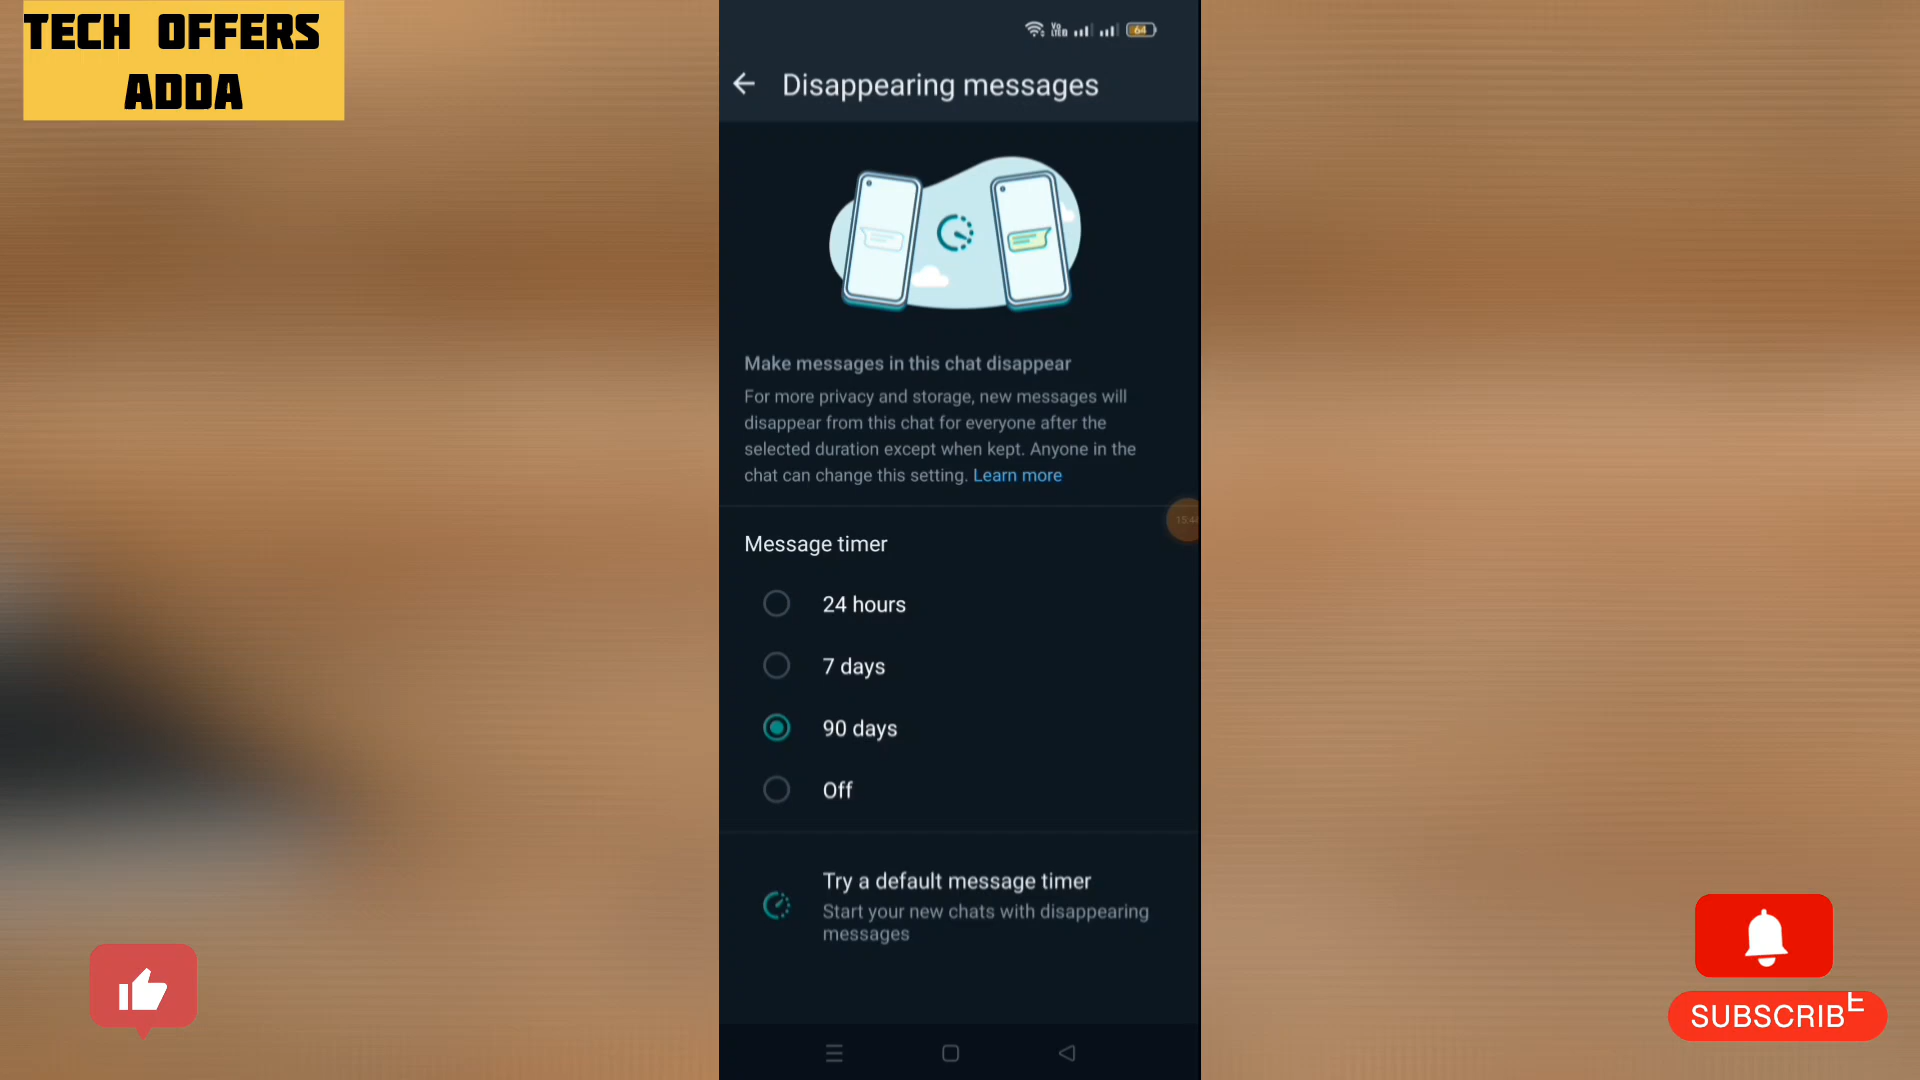 TECH OFFERS
ADDA
64
Disappearing messages
Make messages in this chat disappear
For more privacy and storage, new messages will
disappear from this chat for everyone after the
selected duration except when kept. Anyone in the
chat can change this setting. Learn more
Message timer
24 hours
7 days
90 days
Off
Try a default message timer
Start your new chats with disappearing
messages
SUBSCRIBE